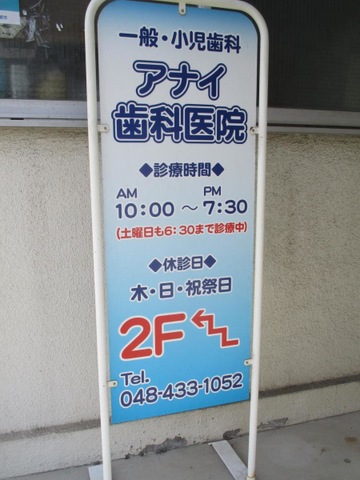 一般・小児歯科
アナイ
歯科医院
◆診療時間◆
AM PM
10:00 ～ 7:30
(土曜日も6:30まで診療中)
◆休診日◆
木・日・祝祭日
2F
Tel.
048-433-1052